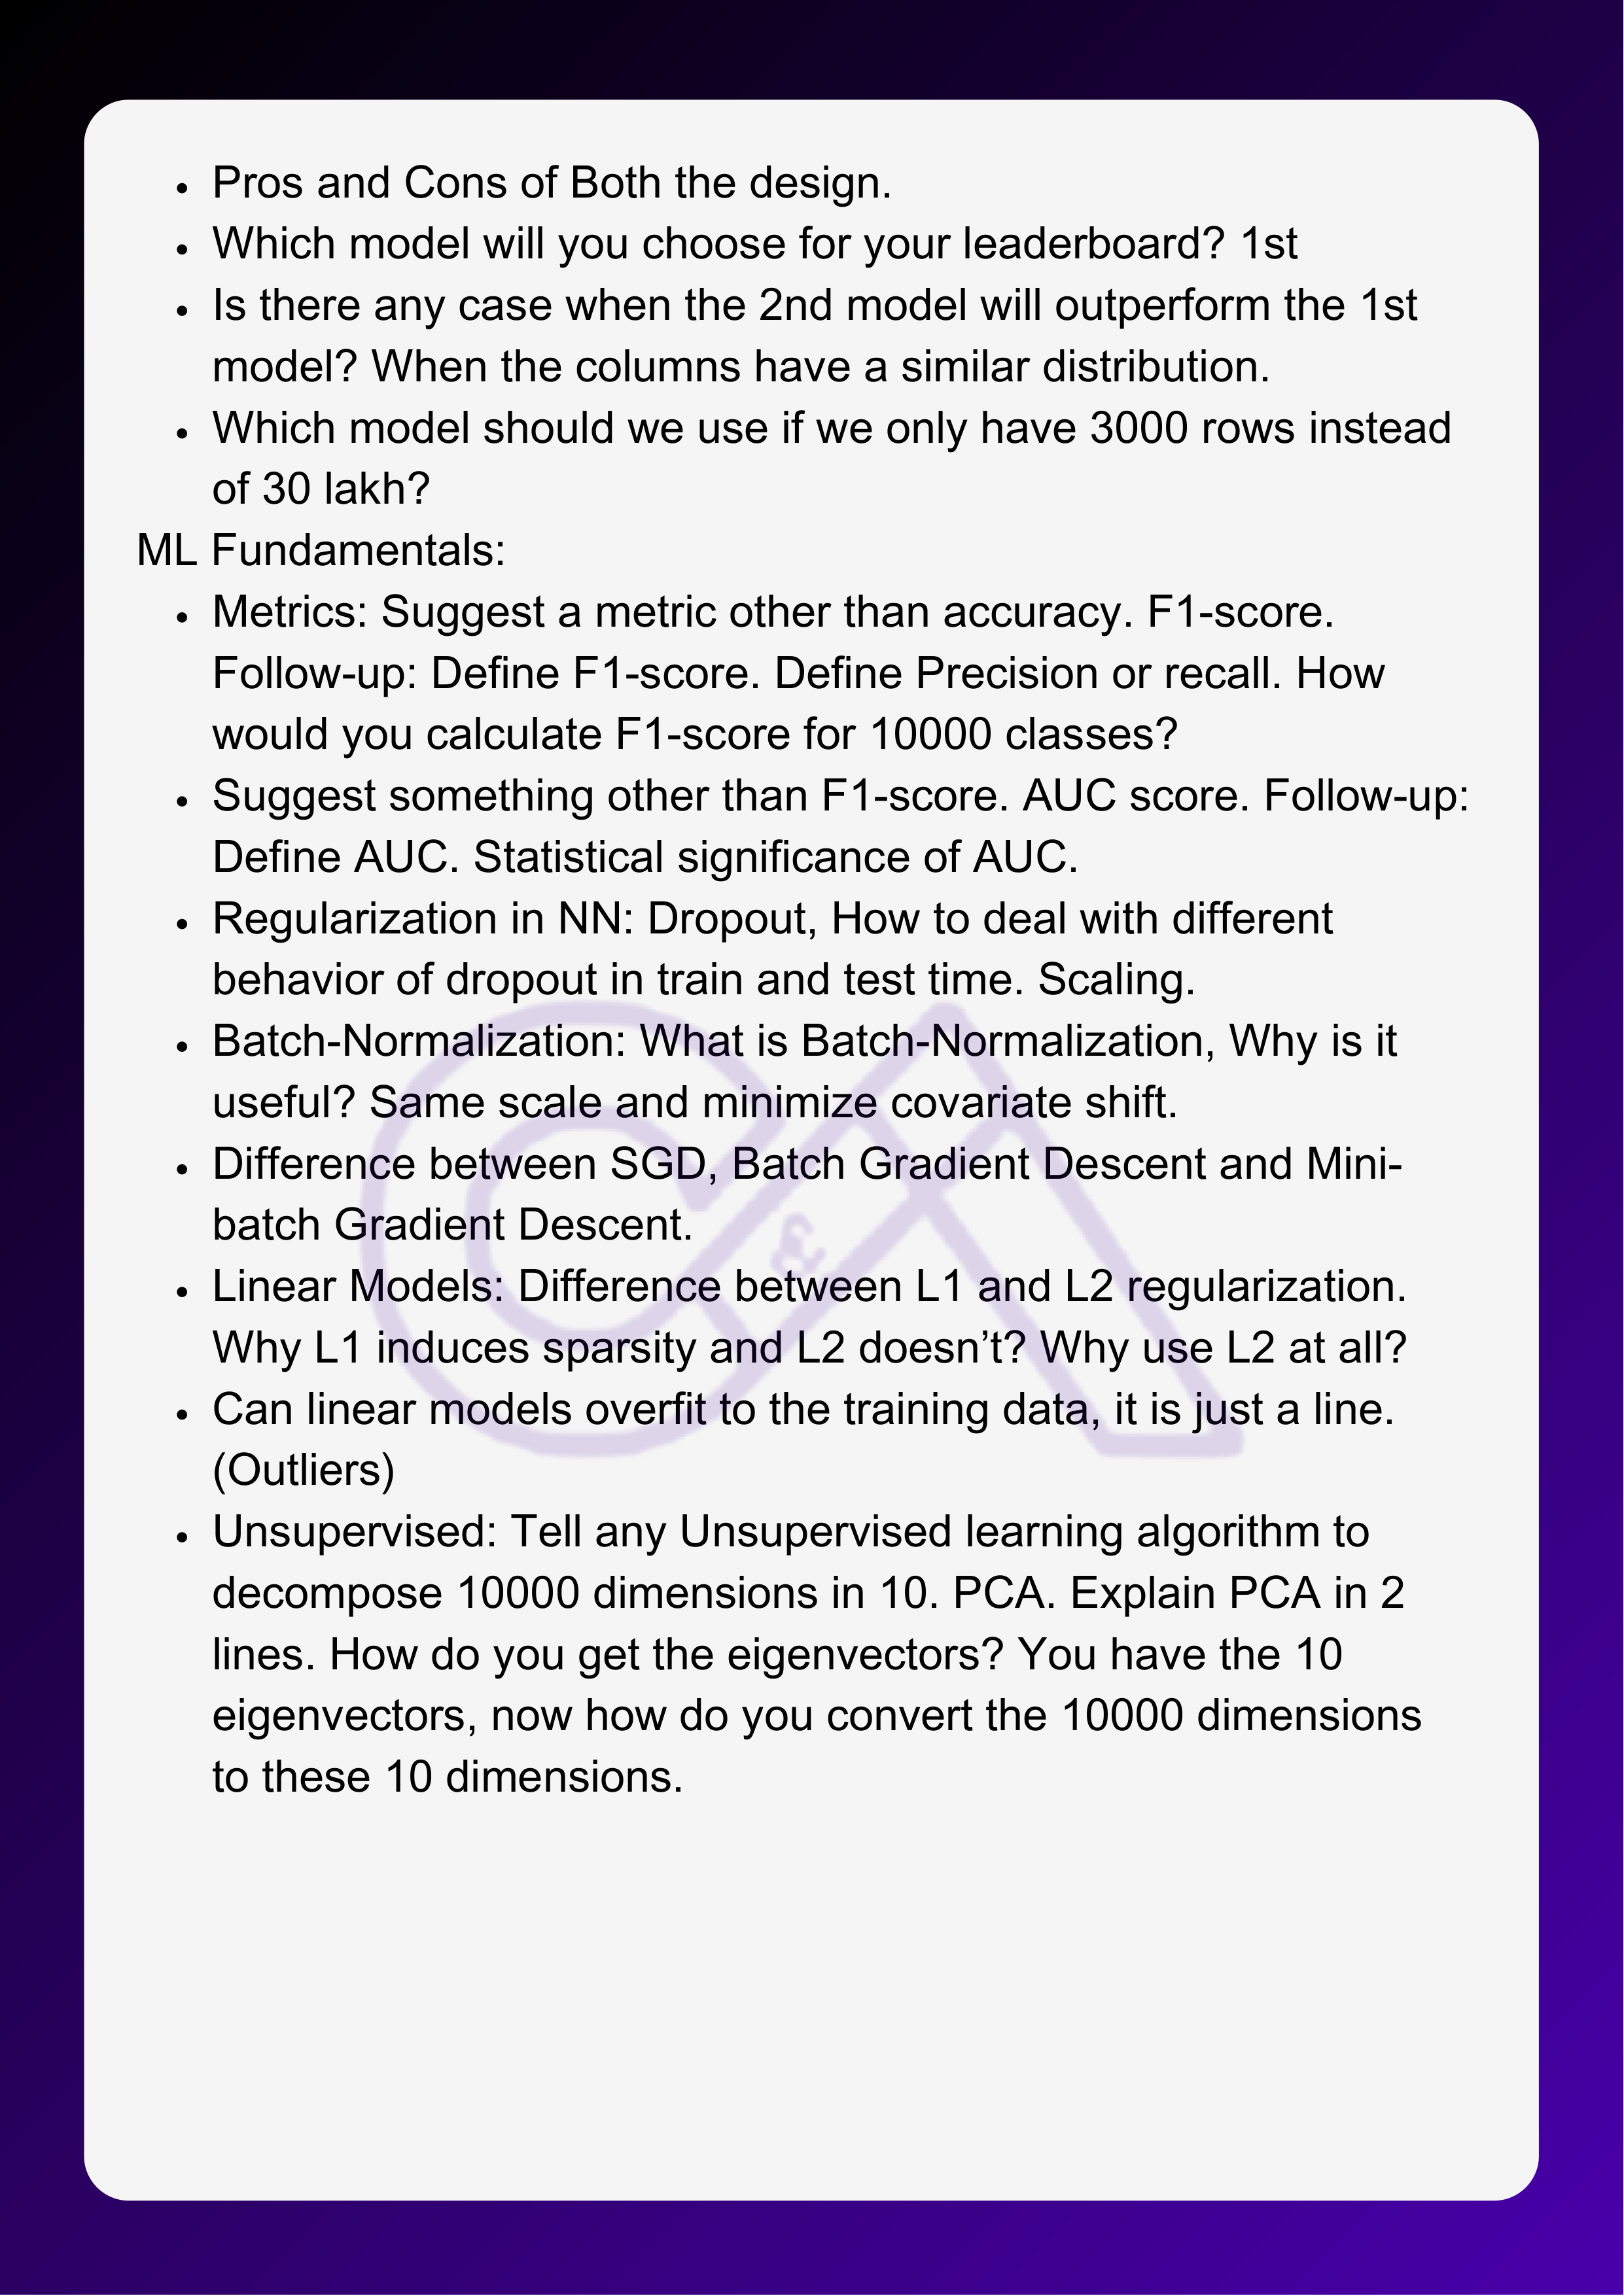 • Pros and Cons of Both the design.
• Which model will you choose for your leaderboard? 1st
• Is there any case when the 2nd model will outperform the 1st
model? When the columns have a similar distribution.
• Which model should we use if we only have 3000 rows instead
of 30 lakh?
ML Fundamentals:
• Metrics: Suggest a metric other than accuracy. F1-score.
Follow-up: Define F1-score. Define Precision or recall. How
would you calculate F1-score for 10000 classes?
• Suggest something other than F1-score. AUC score. Follow-up:
Define AUC. Statistical significance of AUC.
• Regularization in NN: Dropout, How to deal with different
behavior of dropout in train and test time. Scaling.
• Batch-Normalization: What is Batch-Normalization, Why is it
useful? Same scale and minimize covariate shift.
• Difference between SGD, Batch Gradient Descent and Mini-
batch Gradient Descent.
• Linear Models: Difference between L1 and L2 regularization.
Why L1 induces sparsity and L2 doesn’t? Why use L2 at all?
• Can linear models overfit to the training data, it is just a line.
(Outliers)
• Unsupervised: Tell any Unsupervised learning algorithm to
decompose 10000 dimensions in 10. PCA. Explain PCA in 2
lines. How do you get the eigenvectors? You have the 10
eigenvectors, now how do you convert the 10000 dimensions
to these 10 dimensions.
&